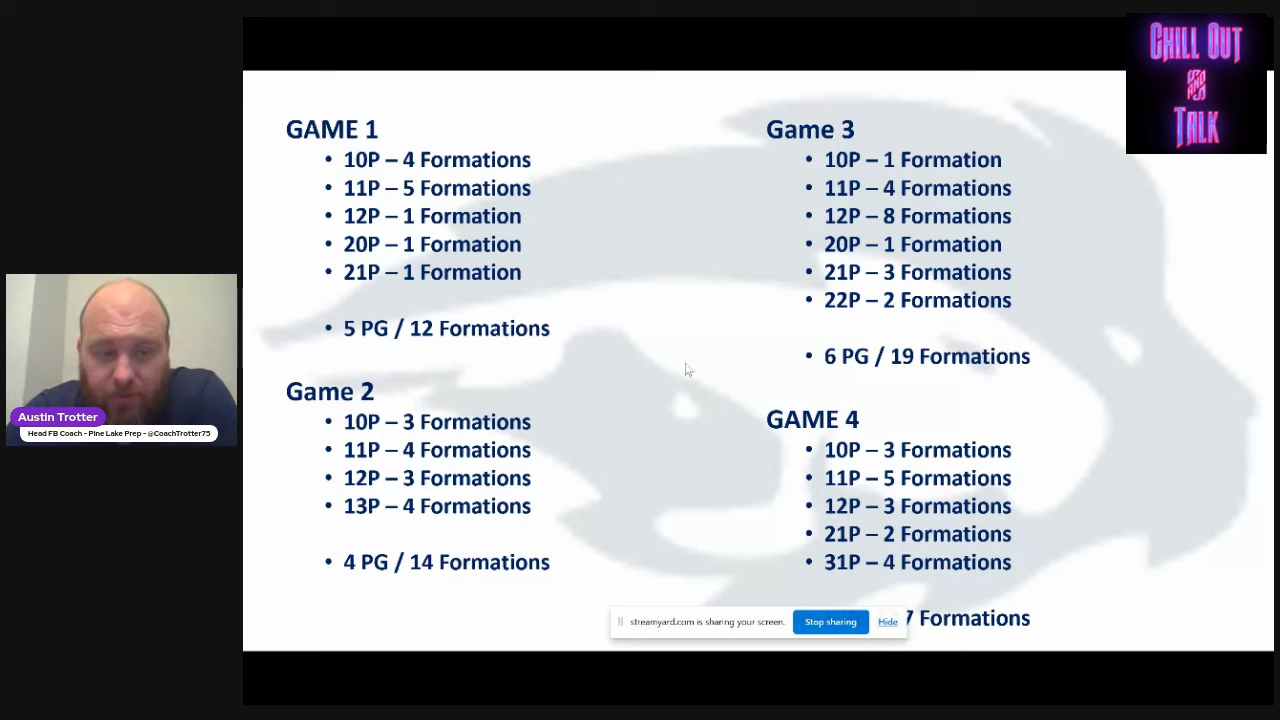 CHILL OUT
AND
TALK
GAME 1
• 10P – 4 Formations
• 11P – 5 Formations
• 12P – 1 Formation
• 20P – 1 Formation
• 21P – 1 Formation
• 5 PG / 12 Formations
Game 2
• 10P – 3 Formations
• 11P – 4 Formations
• 12P – 3 Formations
• 13P – 4 Formations
• 4 PG / 14 Formations
Game 3
• 10P – 1 Formation
• 11P – 4 Formations
• 12P – 8 Formations
• 20P – 1 Formation
• 21P – 3 Formations
• 22P – 2 Formations
• 6 PG / 19 Formations
GAME 4
• 10P – 3 Formations
• 11P – 5 Formations
• 12P – 3 Formations
• 21P – 2 Formations
• 31P – 4 Formations
7 Formations
streamyard.com is sharing your screen. Stop sharing Hide
Austin Trotter
Head FB Coach - Pine Lake Prep - @CoachTrotter75